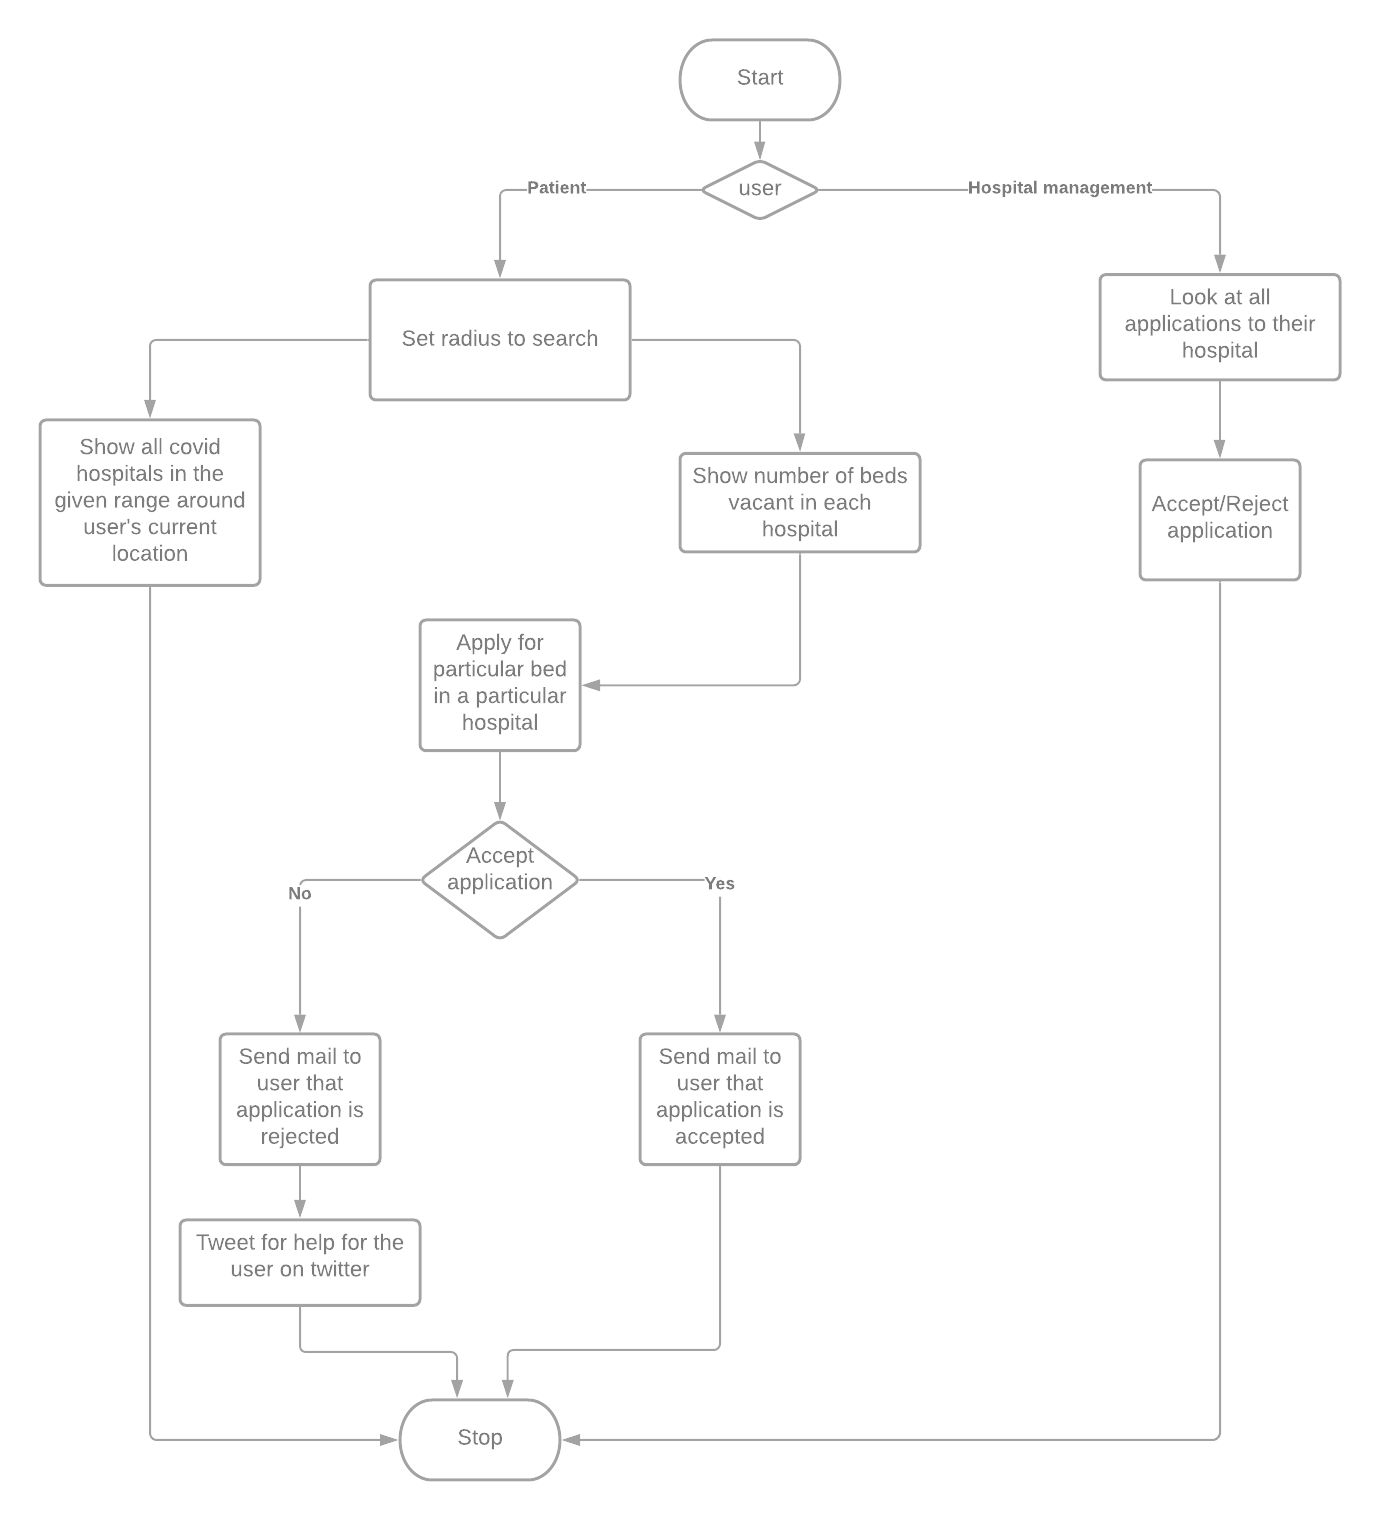 Start
user
Patient
Hospital management
Set radius to search
Look at all
applications to their
hospital
Show all covid
hospitals in the
given range around
user's current
location
Show number of beds
vacant in each
hospital
Accept/Reject
application
Apply for
particular bed
in a particular
hospital
Accept
application
No
Yes
Send mail to
user that
application is
rejected
Send mail to
user that
application is
accepted
Tweet for help for the
user on twitter
Stop